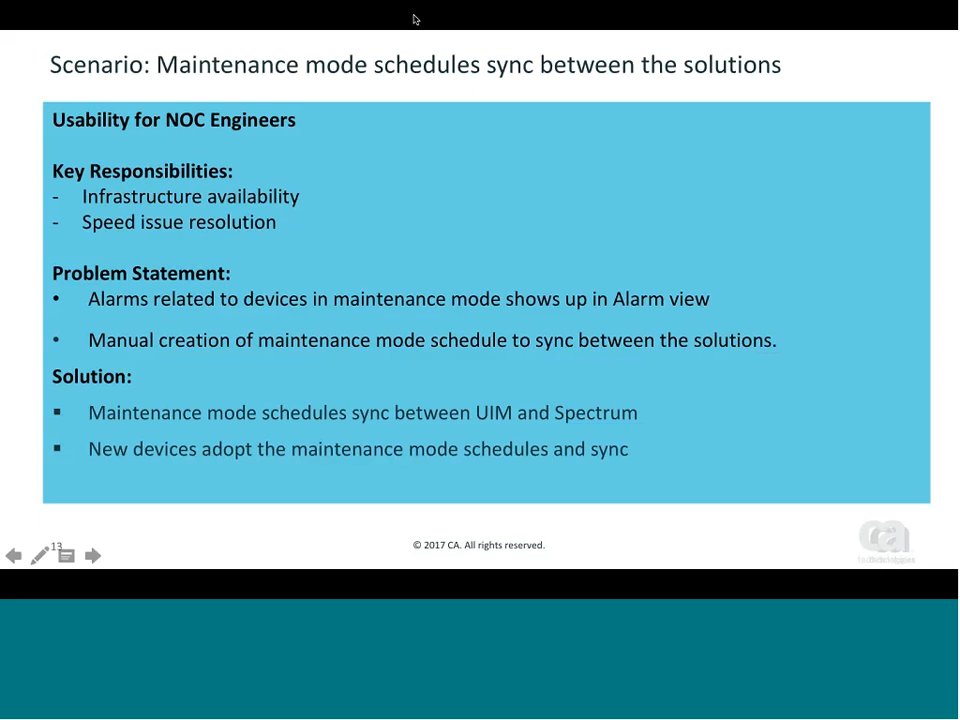 Scenario: Maintenance mode schedules sync between the solutions
Usability for NOC Engineers
Key Responsibilities:
- Infrastructure availability
- Speed issue resolution
Problem Statement:
• Alarms related to devices in maintenance mode shows up in Alarm view
• Manual creation of maintenance mode schedule to sync between the solutions.
Solution:
▪ Maintenance mode schedules sync between UIM and Spectrum
▪ New devices adopt the maintenance mode schedules and sync
13
© 2017 CA. All rights reserved.
ca